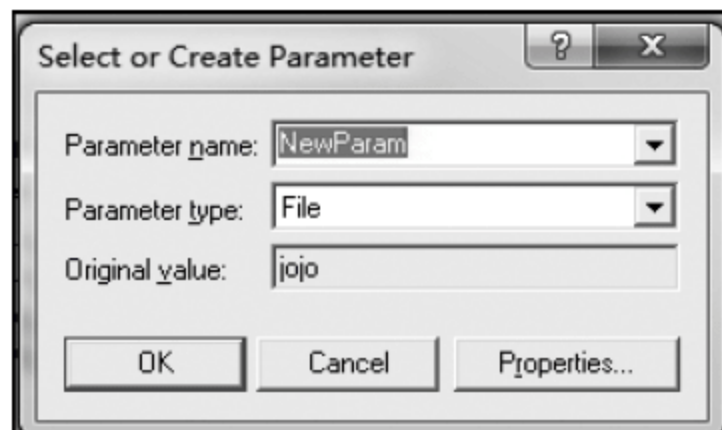 Select or Create Parameter
?
Parameter name: NewParam
Parameter type: File
Original value: jojo
OK Cancel Properties...